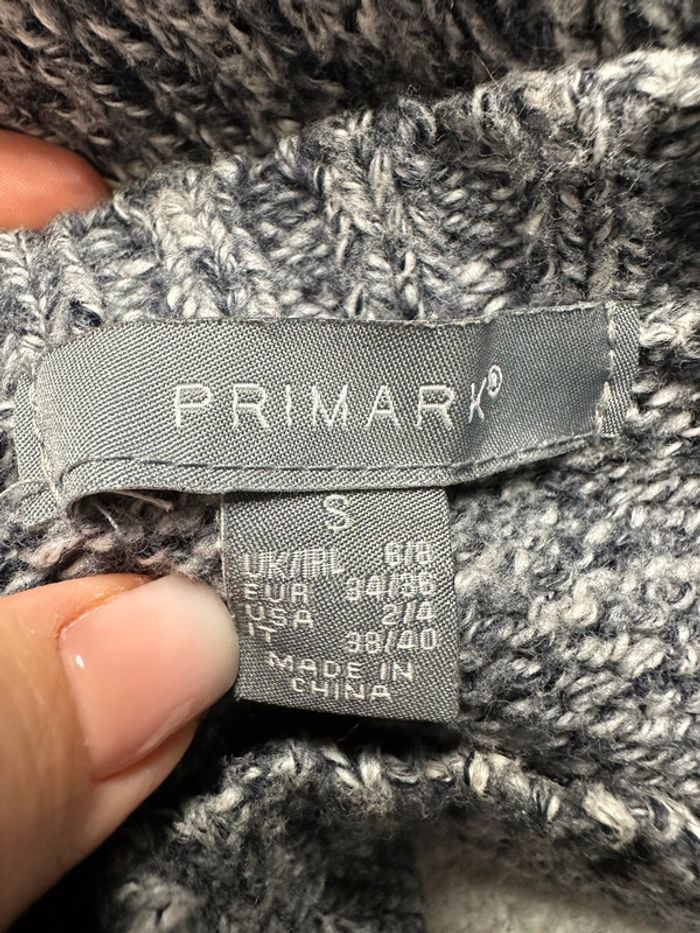 PRIMARK®
S
UK/IRL 6/8
EUR 34/36
USA 2/4
IT 38/40
MADE IN
CHINA